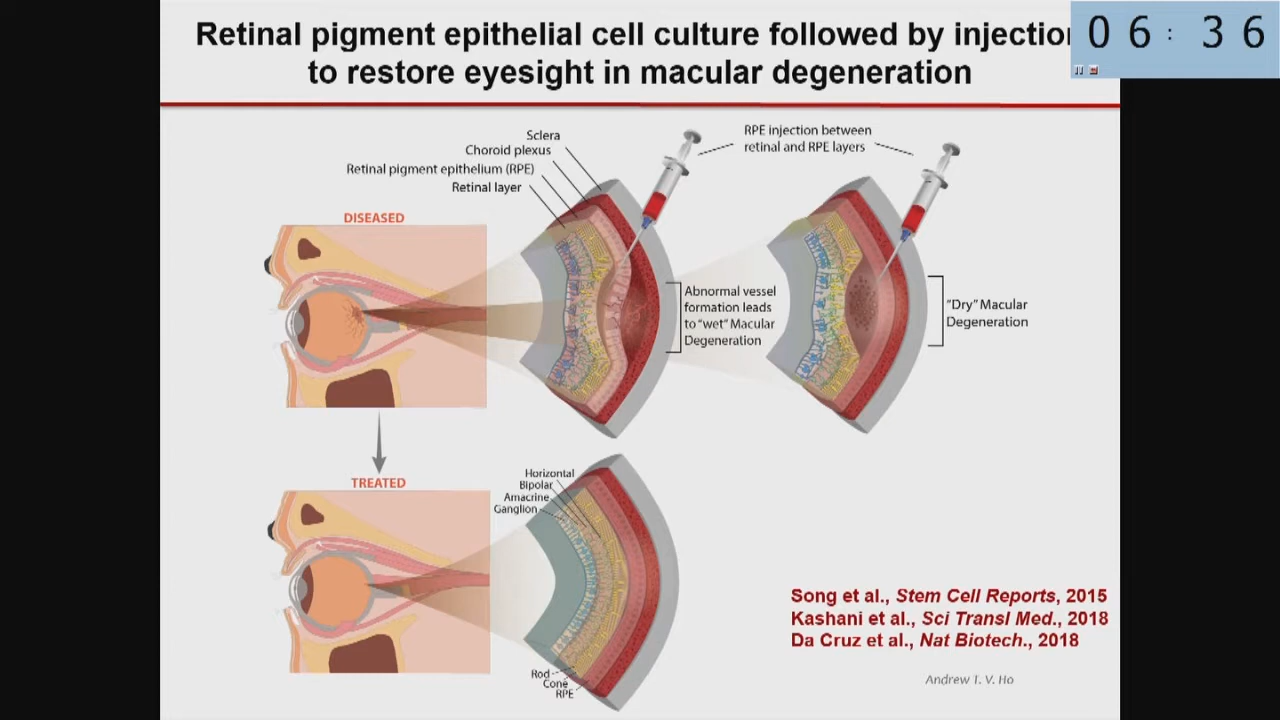 Retinal pigment epithelial cell culture followed by injection
to restore eyesight in macular degeneration
06:36
Sclera
Choroid plexus
Retinal pigment epithelium (RPE)
Retinal layer
RPE injection between
retinal and RPE layers
DISEASED
Abnormal vessel
formation leads
to "wet" Macular
Degeneration
"Dry" Macular
Degeneration
TREATED
Horizontal
Bipolar
Amacrine
Ganglion
Rod
Cone
RPE
Song et al., Stem Cell Reports, 2015
Kashani et al., Sci Transl Med., 2018
Da Cruz et al., Nat Biotech., 2018
Andrew T. V. Ho